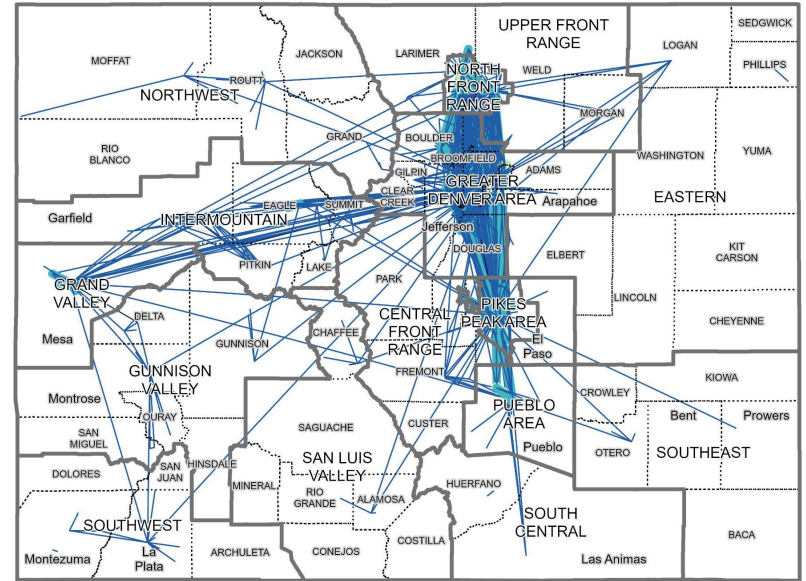 UPPER FRONT
RANGE
SEDGWICK
MOFFAT
JACKSON
LARIMER
LOGAN
PHILLIPS
ROUTT
NORTHWEST
NORTH
FRONT
RANGE
WELD
MORGAN
RIO
BLANCO
GRAND
BOULDER
BROOMFIELD
GILPIN
ADAMS
WASHINGTON
YUMA
Garfield
EAGLE
SUMMIT
CLEAR
CREEK
GREATER
DENVER AREA
Arapahoe
EASTERN
INTERMOUNTAIN
Jefferson
DOUGLAS
ELBERT
KIT
CARSON
PITKIN
LAKE
PARK
GRAND
VALLEY
LINCOLN
DELTA
CENTRAL
FRONT
RANGE
PIKES
PEAK AREA
CHEYENNE
Mesa
GUNNISON
CHAFFEE
El
Paso
GUNNISON
VALLEY
FREMONT
KIOWA
Montrose
OURAY
PUEBLO
AREA
CROWLEY
Bent
Prowers
SAN
MIGUEL
SAGUACHE
CUSTER
Pueblo
OTERO
SOUTHEAST
DOLORES
SAN
JUAN
HINSDALE
MINERAL
SAN LUIS
VALLEY
RIO
GRANDE
ALAMOSA
HUERFANO
SOUTHWEST
SOUTH
CENTRAL
Montezuma
La
Plata
ARCHULETA
CONEJOS
COSTILLA
Las Animas
BACA